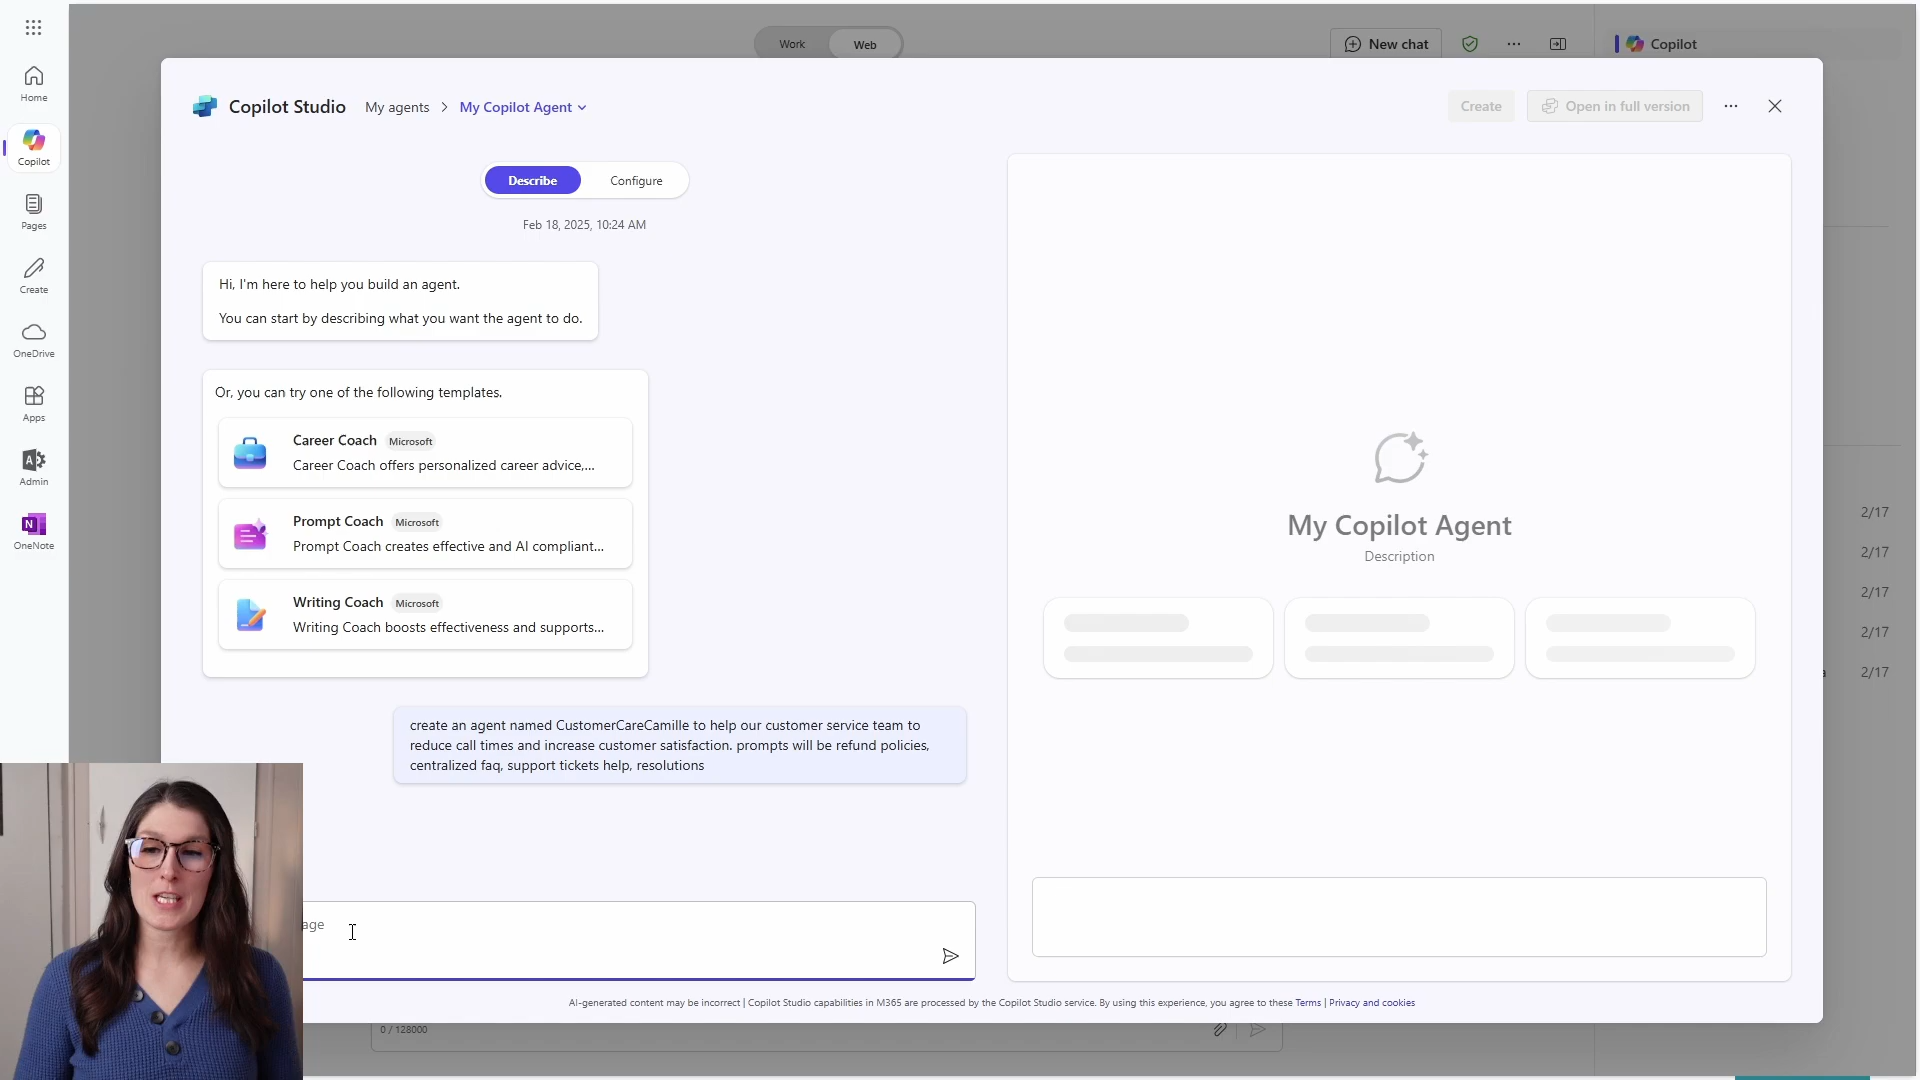 Work
Web
New chat
Copilot
Home
Copilot
Pages
Create
OneDrive
Apps
Admin
OneNote
Copilot Studio
My agents > My Copilot Agent
Create
Open in full version
Describe
Configure
Feb 18, 2025, 10:24 AM
Hi, I'm here to help you build an agent.
You can start by describing what you want the agent to do.
Or, you can try one of the following templates.
Career Coach Microsoft
Career Coach offers personalized career advice,...
Prompt Coach Microsoft
Prompt Coach creates effective and AI compliant...
Writing Coach Microsoft
Writing Coach boosts effectiveness and supports...
create an agent named CustomerCareCamille to help our customer service team to
reduce call times and increase customer satisfaction. prompts will be refund policies,
centralized faq, support tickets help, resolutions
age
My Copilot Agent
Description
2/17
2/17
2/17
2/17
a 2/17
AI-generated content may be incorrect | Copilot Studio capabilities in M365 are processed by the Copilot Studio service. By using this experience, you agree to these Terms | Privacy and cookies
0 / 128000